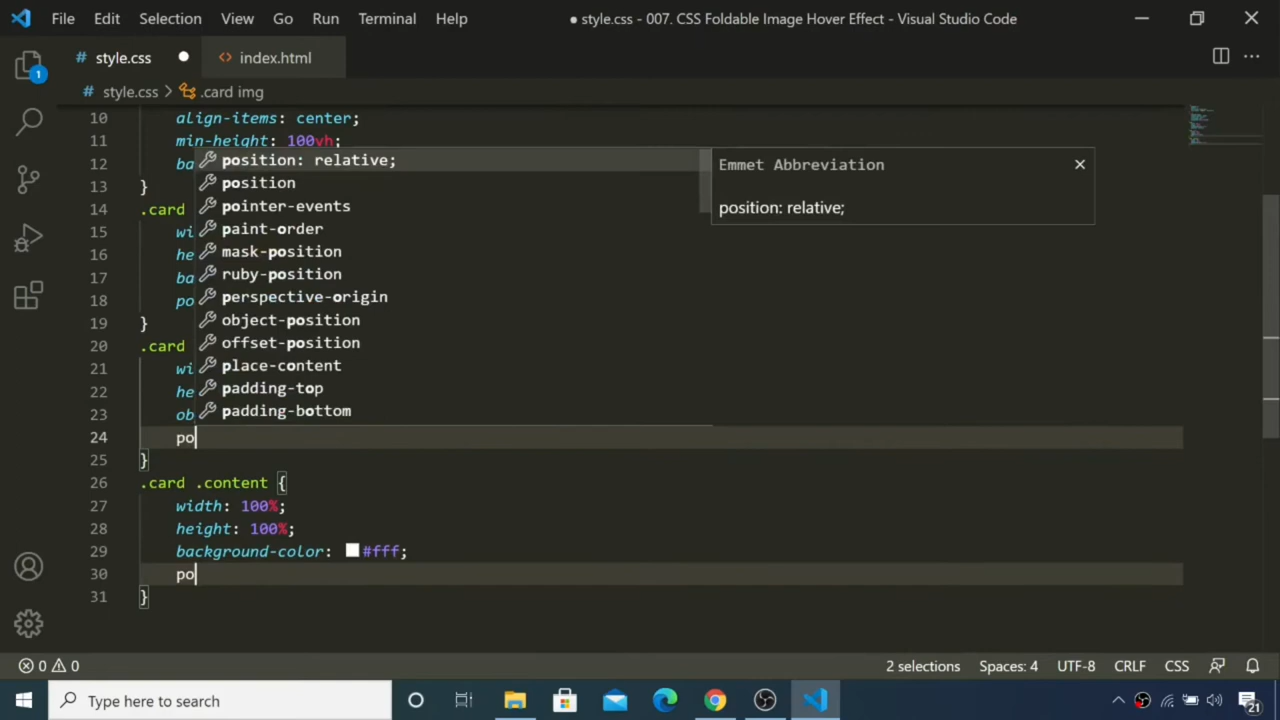 File Edit Selection View Go Run Terminal Help
● style.css - 007. CSS Foldable Image Hover Effect - Visual Studio Code
1
# style.css ●
<> index.html
# style.css > .card img
10 align-items: center;
11 min-height: 100vh;
12 ba
13 }
14 .card
15 wi
16 he
17 ba
18 po
19 }
20 .card
21 wi
22 he
23 ob
24 po
25 }
26 .card .content {
27 width: 100%;
28 height: 100%;
29 background-color: #fff;
30 po
31 }
position: relative;
position
pointer-events
paint-order
mask-position
ruby-position
perspective-origin
object-position
offset-position
place-content
padding-top
padding-bottom
Emmet Abbreviation
position: relative;
0 0
2 selections Spaces: 4 UTF-8 CRLF CSS
Type here to search
21